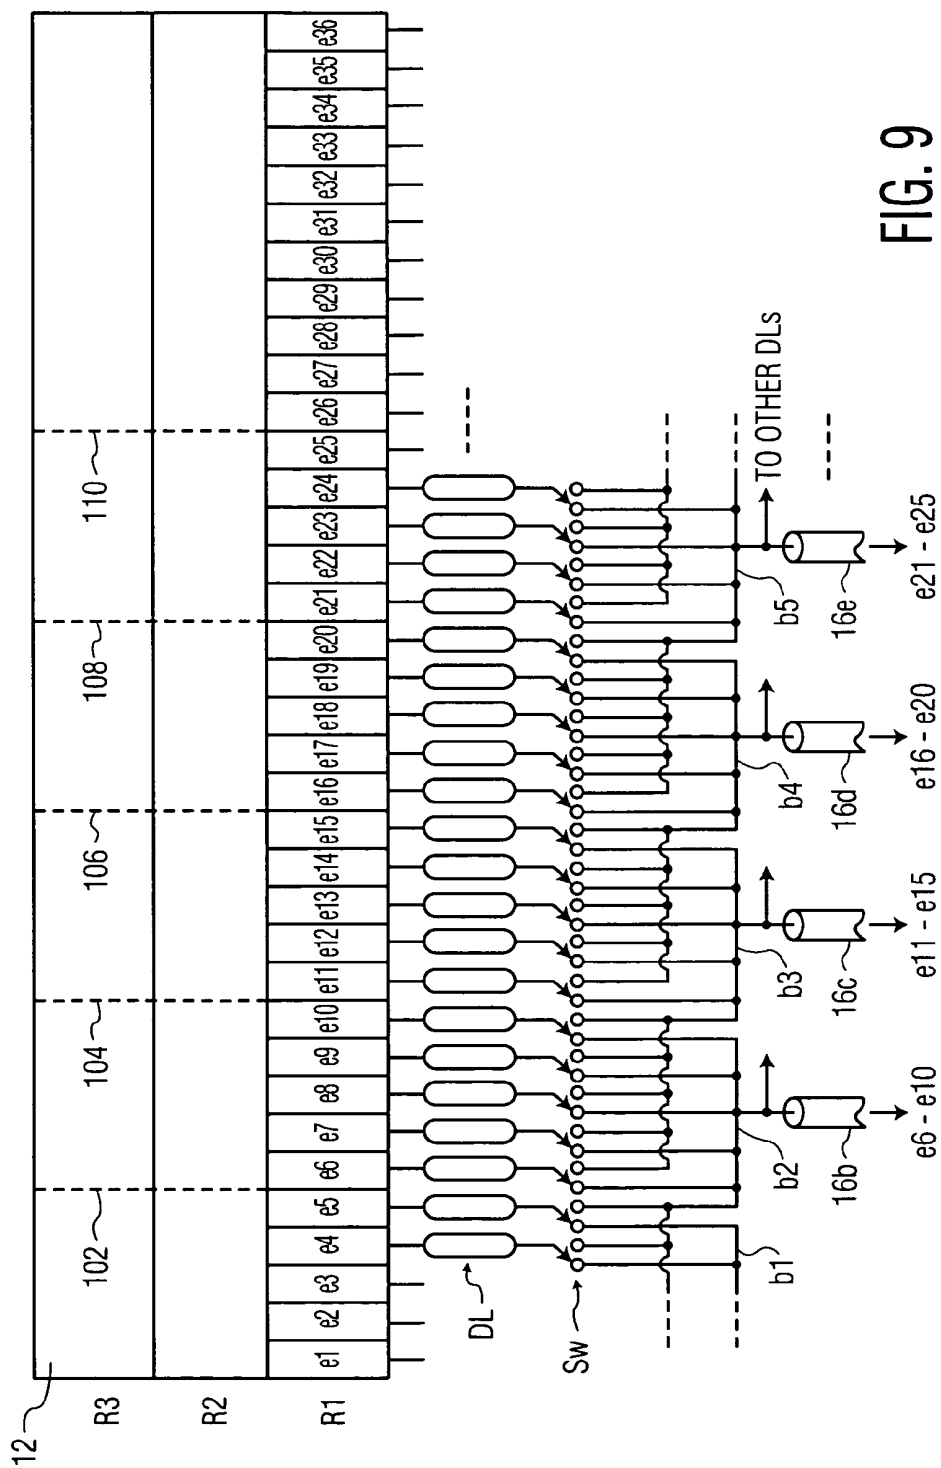 12
R3
R2
R1
102
104
106
108
110
e1 e2 e3 e4 e5 e6 e7 e8 e9 e10 e11 e12 e13 e14 e15 e16 e17 e18 e19 e20 e21 e22 e23 e24 e25 e26 e27 e28 e29 e30 e31 e32 e33 e34 e35 e36
DL
Sw
TO OTHER DLs
b1
b2
b3
b4
b5
16b
16c
16d
16e
e6 - e10
e11 - e15
e16 - e20
e21 - e25
FIG. 9